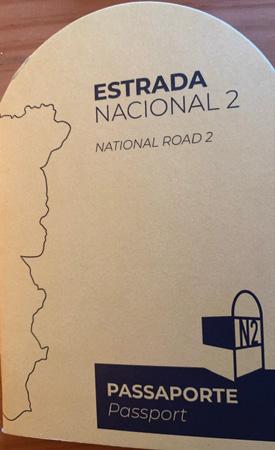 ESTRADA
NACIONAL 2
NATIONAL ROAD 2
N2
PASSAPORTE
Passport